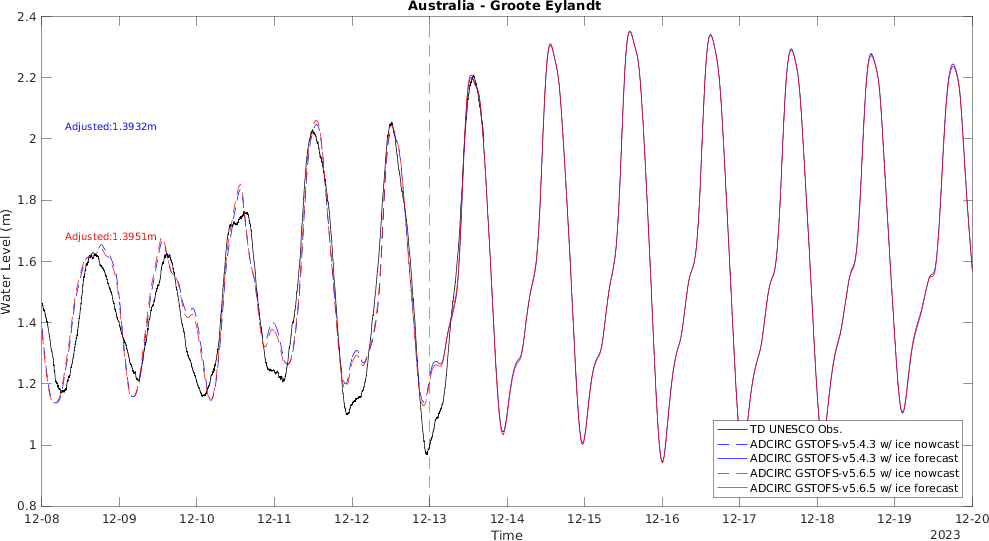 Australia - Groote Eylandt
2.4
2.2
2
1.8
1.6
1.4
1.2
1
0.8
Water Level (m)
Adjusted:1.3932m
Adjusted:1.3951m
TD UNESCO Obs.
ADCIRC GSTOFS-v5.4.3 w/ ice nowcast
ADCIRC GSTOFS-v5.4.3 w/ ice forecast
ADCIRC GSTOFS-v5.6.5 w/ ice nowcast
ADCIRC GSTOFS-v5.6.5 w/ ice forecast
12-08 12-09 12-10 12-11 12-12 12-13 12-14 12-15 12-16 12-17 12-18 12-19 12-20
Time
2023